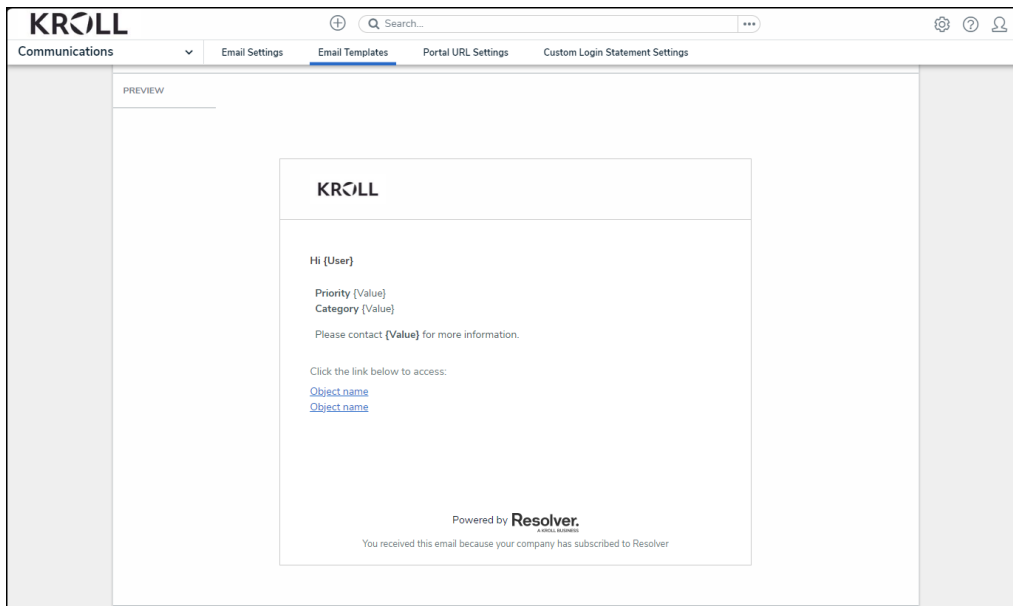 KROLL
Search...
Communications
Email Settings
Email Templates
Portal URL Settings
Custom Login Statement Settings
PREVIEW
KROLL
Hi {User}
Priority {Value}
Category {Value}
Please contact {Value} for more information.
Click the link below to access:
Object name
Object name
Powered by Resolver.
A KROLL BUSINESS
You received this email because your company has subscribed to Resolver